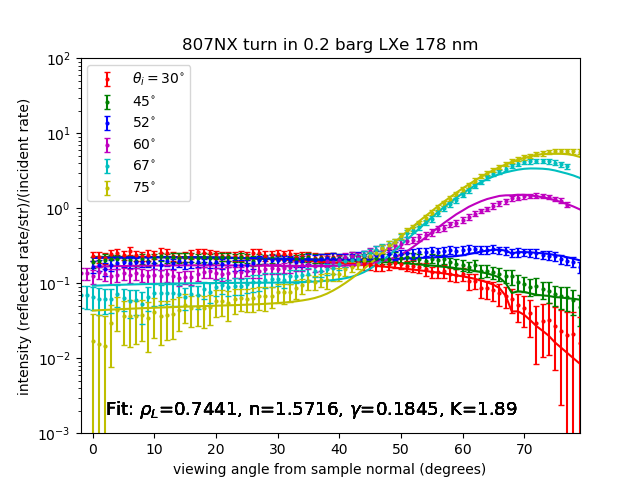 807NX turn in 0.2 barg LXe 178 nm
intensity (reflected rate/str)/(incident rate)
10²
10¹
10⁰
10⁻¹
10⁻²
10⁻³
θᵢ = 30°
45°
52°
60°
67°
75°
Fit: ρ_L=0.7441, n=1.5716, γ=0.1845, K=1.89
0 10 20 30 40 50 60 70
viewing angle from sample normal (degrees)